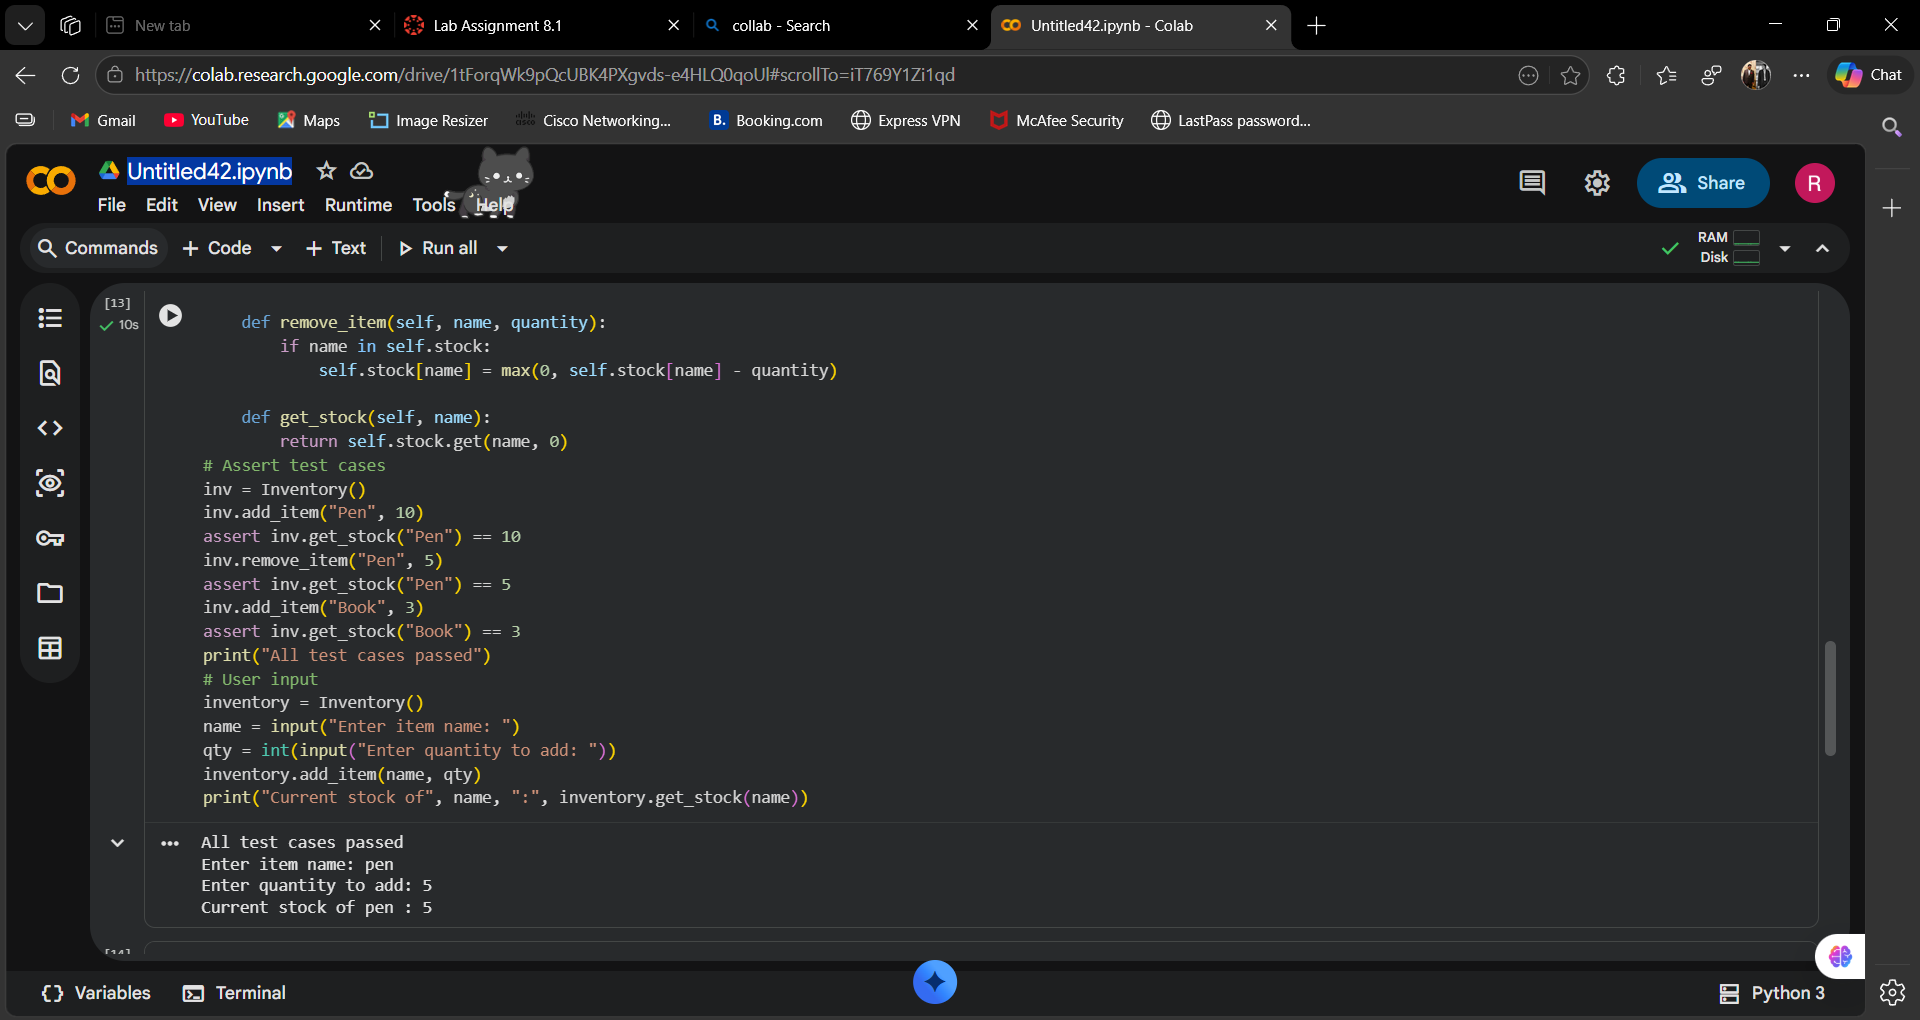 New tab
Lab Assignment 8.1
collab - Search
Untitled42.ipynb - Colab
https://colab.research.google.com/drive/1tForqWk9pQcUBK4PXgvds-e4HLQ0qoUl#scrollTo=iT769Y1Zi1qd
Chat
Gmail
YouTube
Maps
Image Resizer
Cisco Networking...
B. Booking.com
Express VPN
McAfee Security
LastPass password...
Untitled42.ipynb
File Edit View Insert Runtime Tools Help
Share
R
Commands + Code + Text Run all
RAM
Disk
[13]
10s
def remove_item(self, name, quantity):
if name in self.stock:
self.stock[name] = max(0, self.stock[name] - quantity)
def get_stock(self, name):
return self.stock.get(name, 0)
# Assert test cases
inv = Inventory()
inv.add_item("Pen", 10)
assert inv.get_stock("Pen") == 10
inv.remove_item("Pen", 5)
assert inv.get_stock("Pen") == 5
inv.add_item("Book", 3)
assert inv.get_stock("Book") == 3
print("All test cases passed")
# User input
inventory = Inventory()
name = input("Enter item name: ")
qty = int(input("Enter quantity to add: "))
inventory.add_item(name, qty)
print("Current stock of", name, ":", inventory.get_stock(name))
All test cases passed
Enter item name: pen
Enter quantity to add: 5
Current stock of pen : 5
[14]
Variables
Terminal
Python 3